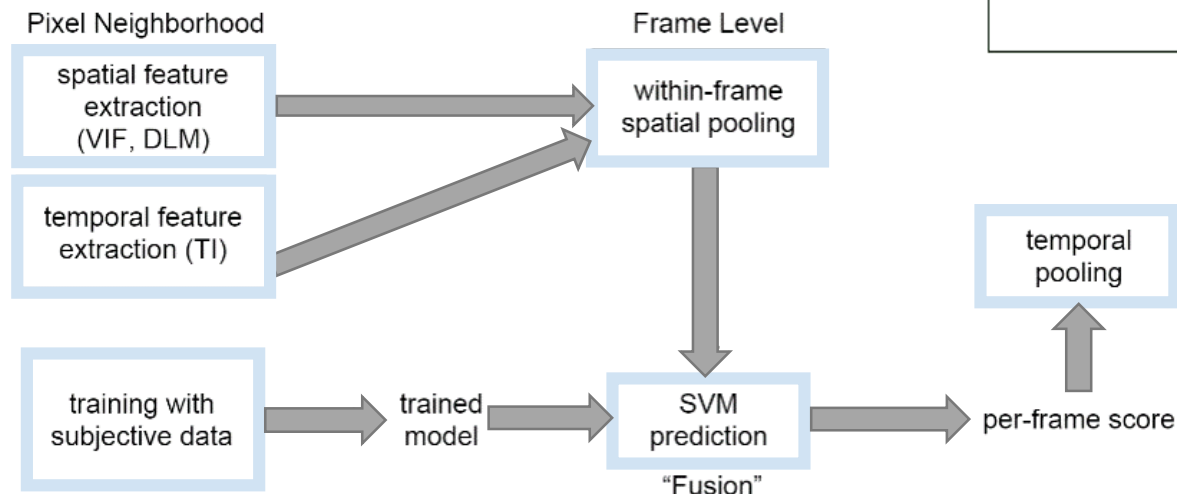 Pixel Neighborhood
spatial feature
extraction
(VIF, DLM)
temporal feature
extraction (TI)
Frame Level
within-frame
spatial pooling
temporal
pooling
training with
subjective data
trained
model
SVM
prediction
"Fusion"
per-frame score